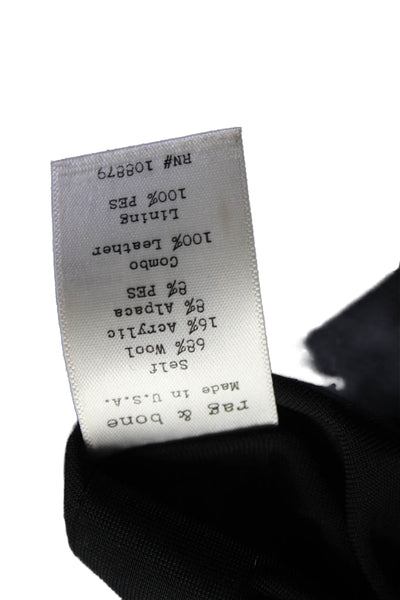 rag & bone
Made in U.S.A.
Self
68% Wool
16% Acrylic
8% Alpaca
8% PES
Combo
100% Leather
Lining
100% PES
RN# 108879